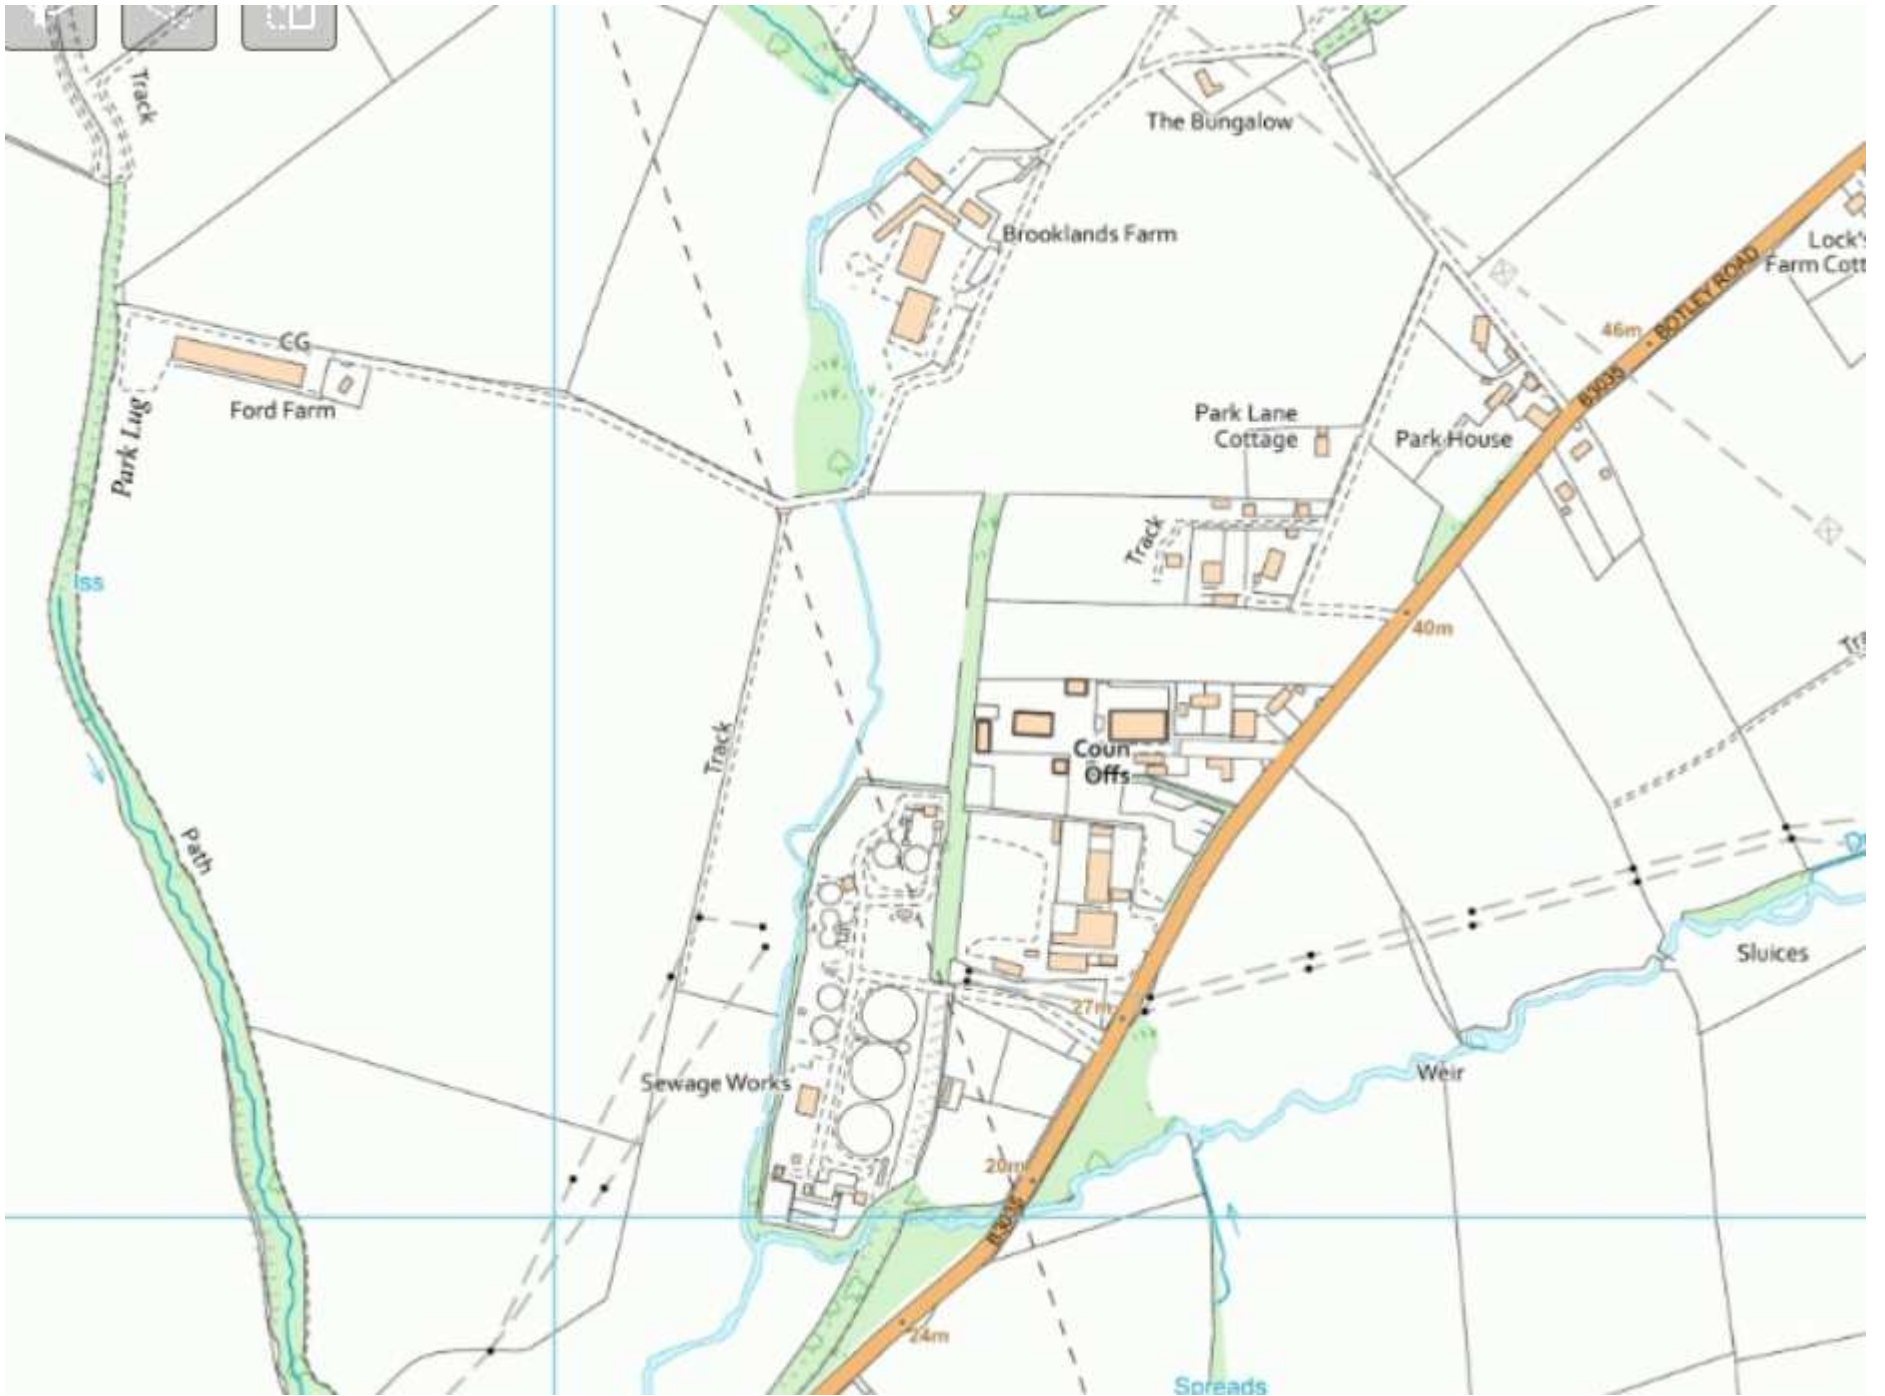 Track
The Bungalow
Brooklands Farm
Lock's
Farm Cott
BOTLEY ROAD
46m
CG
B3035
Ford Farm
Park Lug
Park Lane
Cottage
Park House
Track
Iss
40m
Track
Coun
Offs
Path
Sluices
27m
Weir
Sewage Works
20m
B3035
24m
Spreads